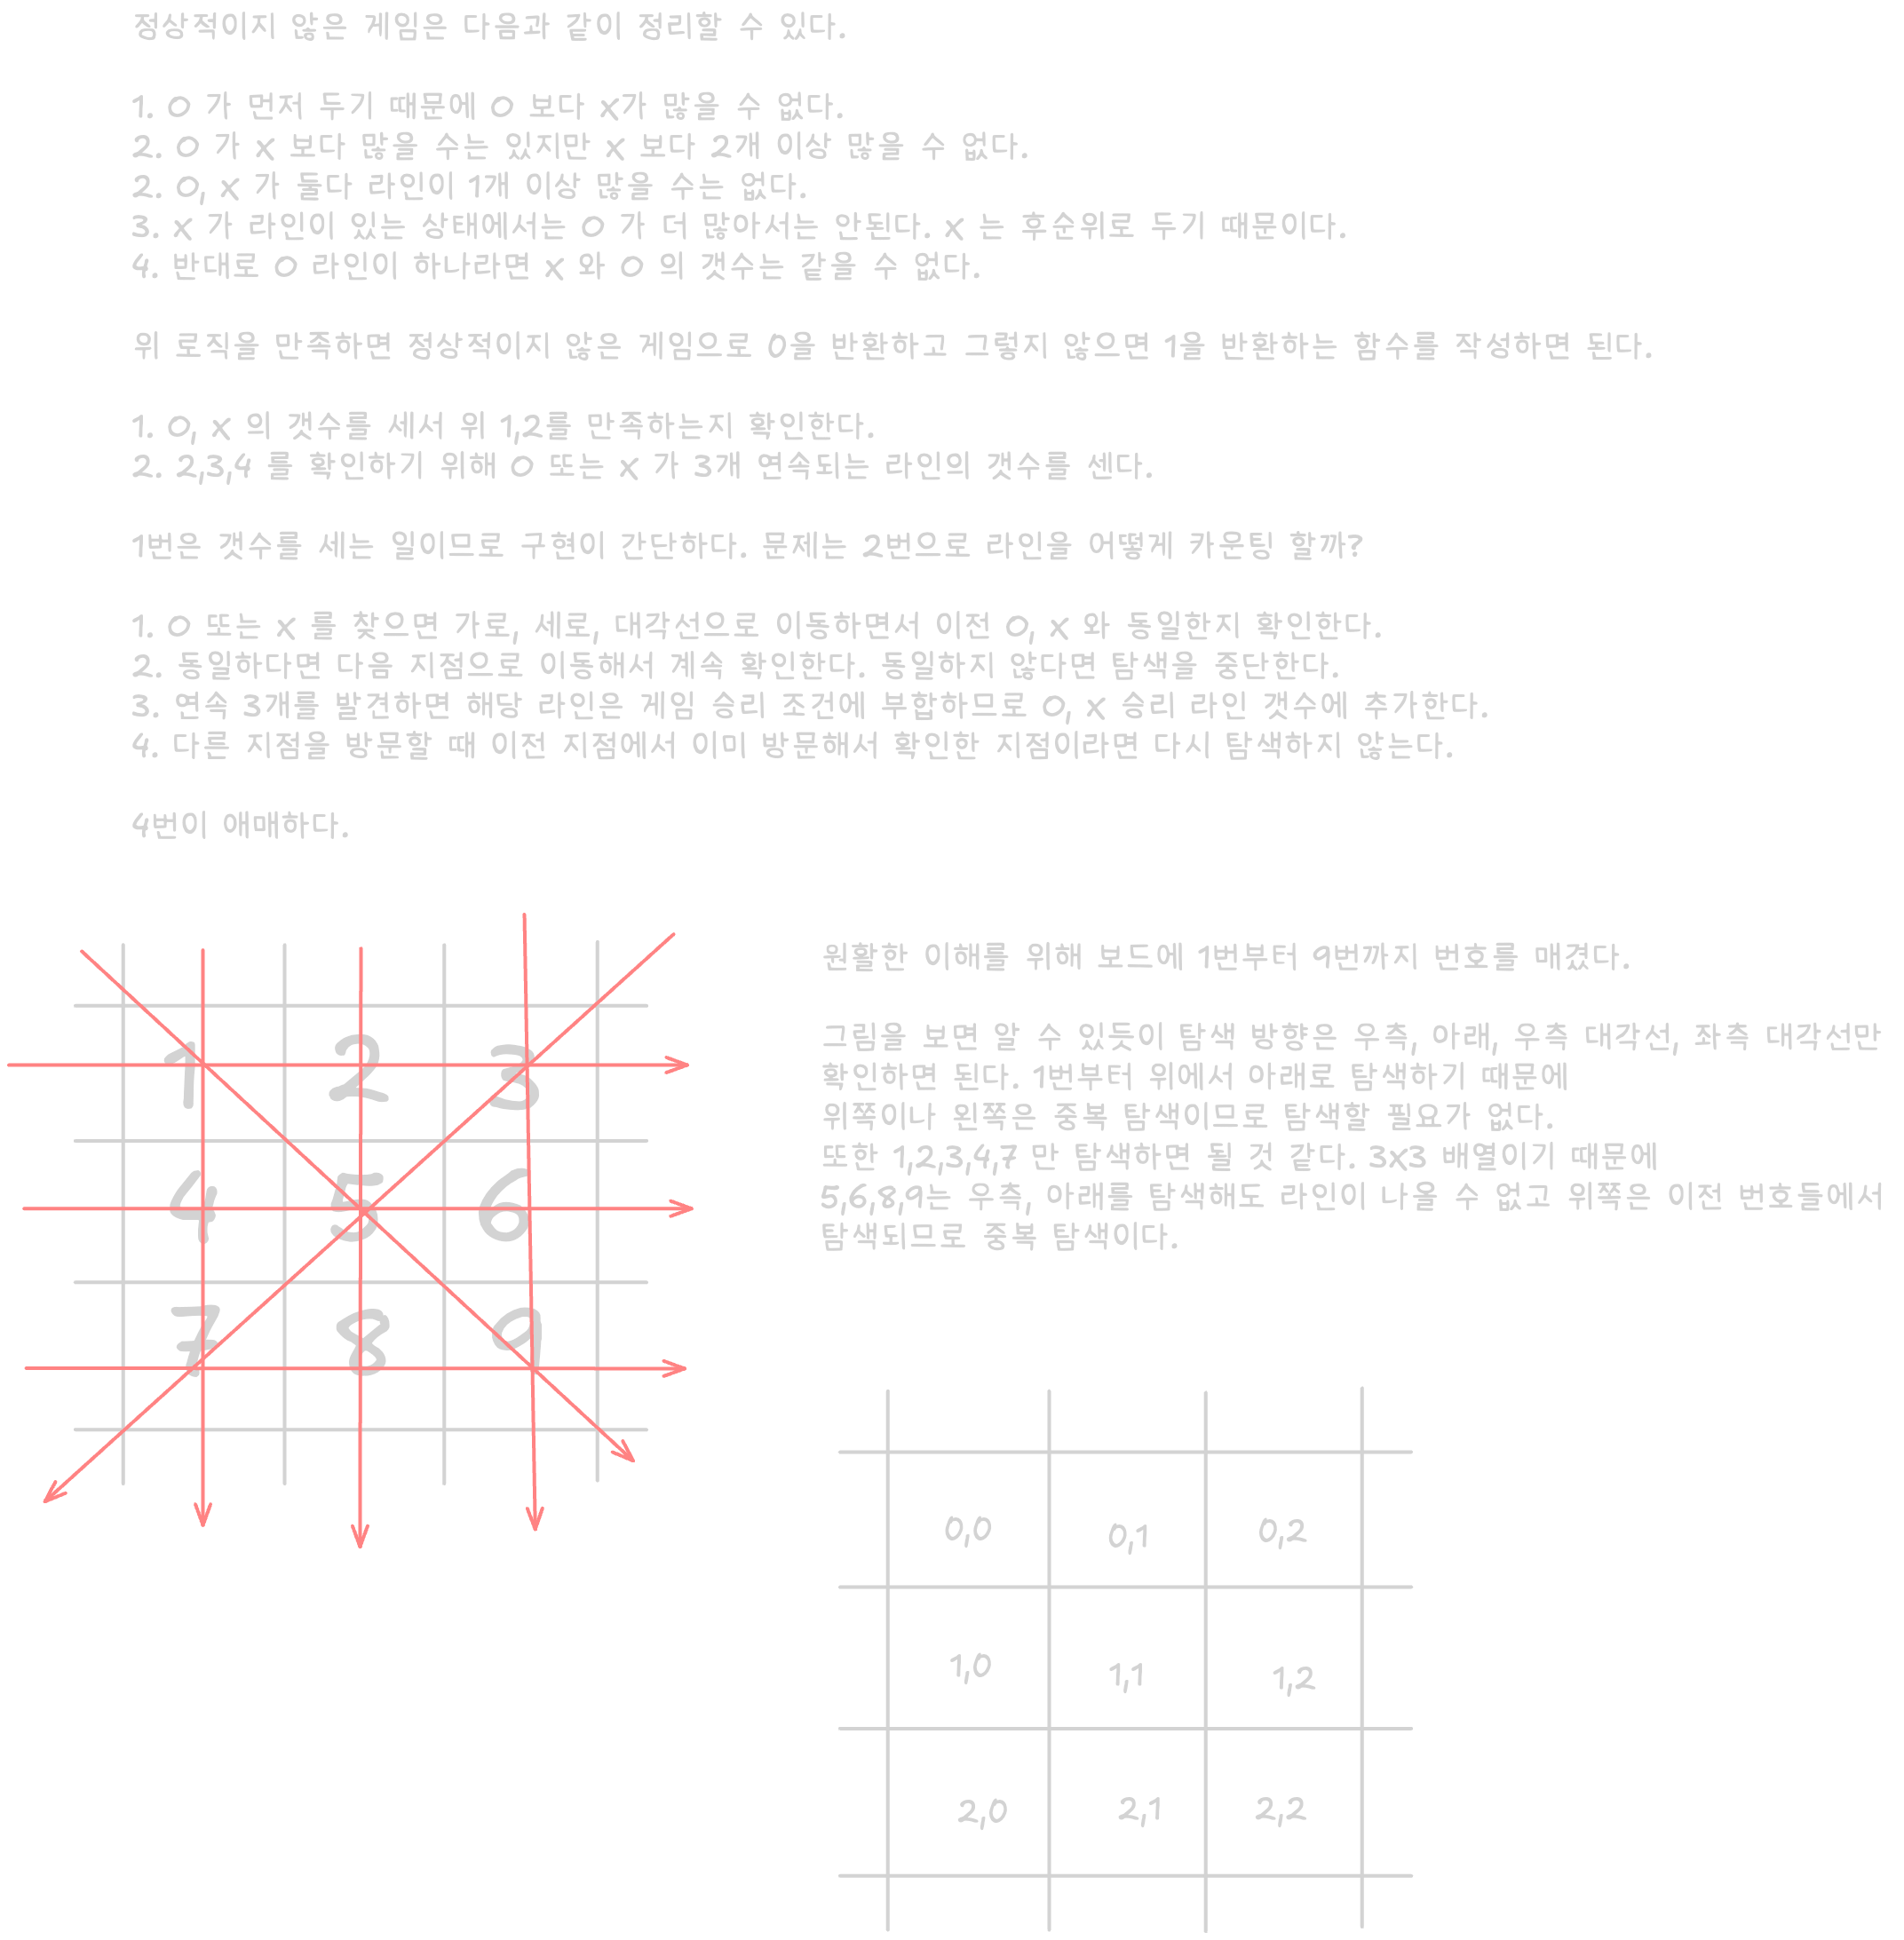 정상적이지 않은 게임은 다음과 같이 정리할 수 있다.
1. O 가 먼저 두기 때문에 O 보다 X가 많을 수 없다.
2. O 가 X 보다 많을 수는 있지만 X 보다 2개 이상 많을 수 없다.
2. O, X 가 둘다 라인이 1개 이상 많을 수는 없다.
3. X 가 라인이 있는 상태에서는 O 가 더 많아서는 안된다. X 는 후순위로 두기 때문이다.
4. 반대로 O 라인이 하나라면 X 와 O 의 갯수는 같을 수 없다.
위 로직을 만족하면 정상적이지 않은 게임으로 0을 반환하고 그렇지 않으면 1을 반환하는 함수를 작성하면 된다.
1. O, X 의 갯수를 세서 위 1,2를 만족하는지 확인한다.
2. 2,3,4 를 확인하기 위해 O 또는 X 가 3개 연속되는 라인의 갯수를 센다.
1번은 갯수를 세는 일이므로 구현이 간단하다. 문제는 2번으로 라인을 어떻게 카운팅 할까?
1. O 또는 X 를 찾으면 가로, 세로, 대각선으로 이동하면서 이전 O, X 와 동일한지 확인한다.
2. 동일하다면 다음 지점으로 이동해서 계속 확인한다. 동일하지 않다면 탐색을 중단한다.
3. 연속 3개를 발견하면 해당 라인은 게임 승리 조건에 부합하므로 O, X 승리 라인 갯수에 추가한다.
4. 다른 지점을 방문할 때 이전 지점에서 이미 방문해서 확인한 지점이라면 다시 탐색하지 않는다.
4번이 애매하다.
1 2 3
4 5 6
7 8 9
원활한 이해를 위해 보드에 1번부터 9번까지 번호를 매겼다.
그림을 보면 알 수 있듯이 탐색 방향은 우측, 아래, 우측 대각선, 좌측 대각선만
확인하면 된다. 1번부터 위에서 아래로 탐색하기 때문에
위쪽이나 왼쪽은 중복 탐색이므로 탐색할 필요가 없다.
또한 1,2,3,4,7 만 탐색하면 될 것 같다. 3x3 배열이기 때문에
5,6,8,9는 우측, 아래를 탐색해도 라인이 나올 수 없고 위쪽은 이전 번호들에서
탐색되므로 중복 탐색이다.
0,0 0,1 0,2
1,0 1,1 1,2
2,0 2,1 2,2